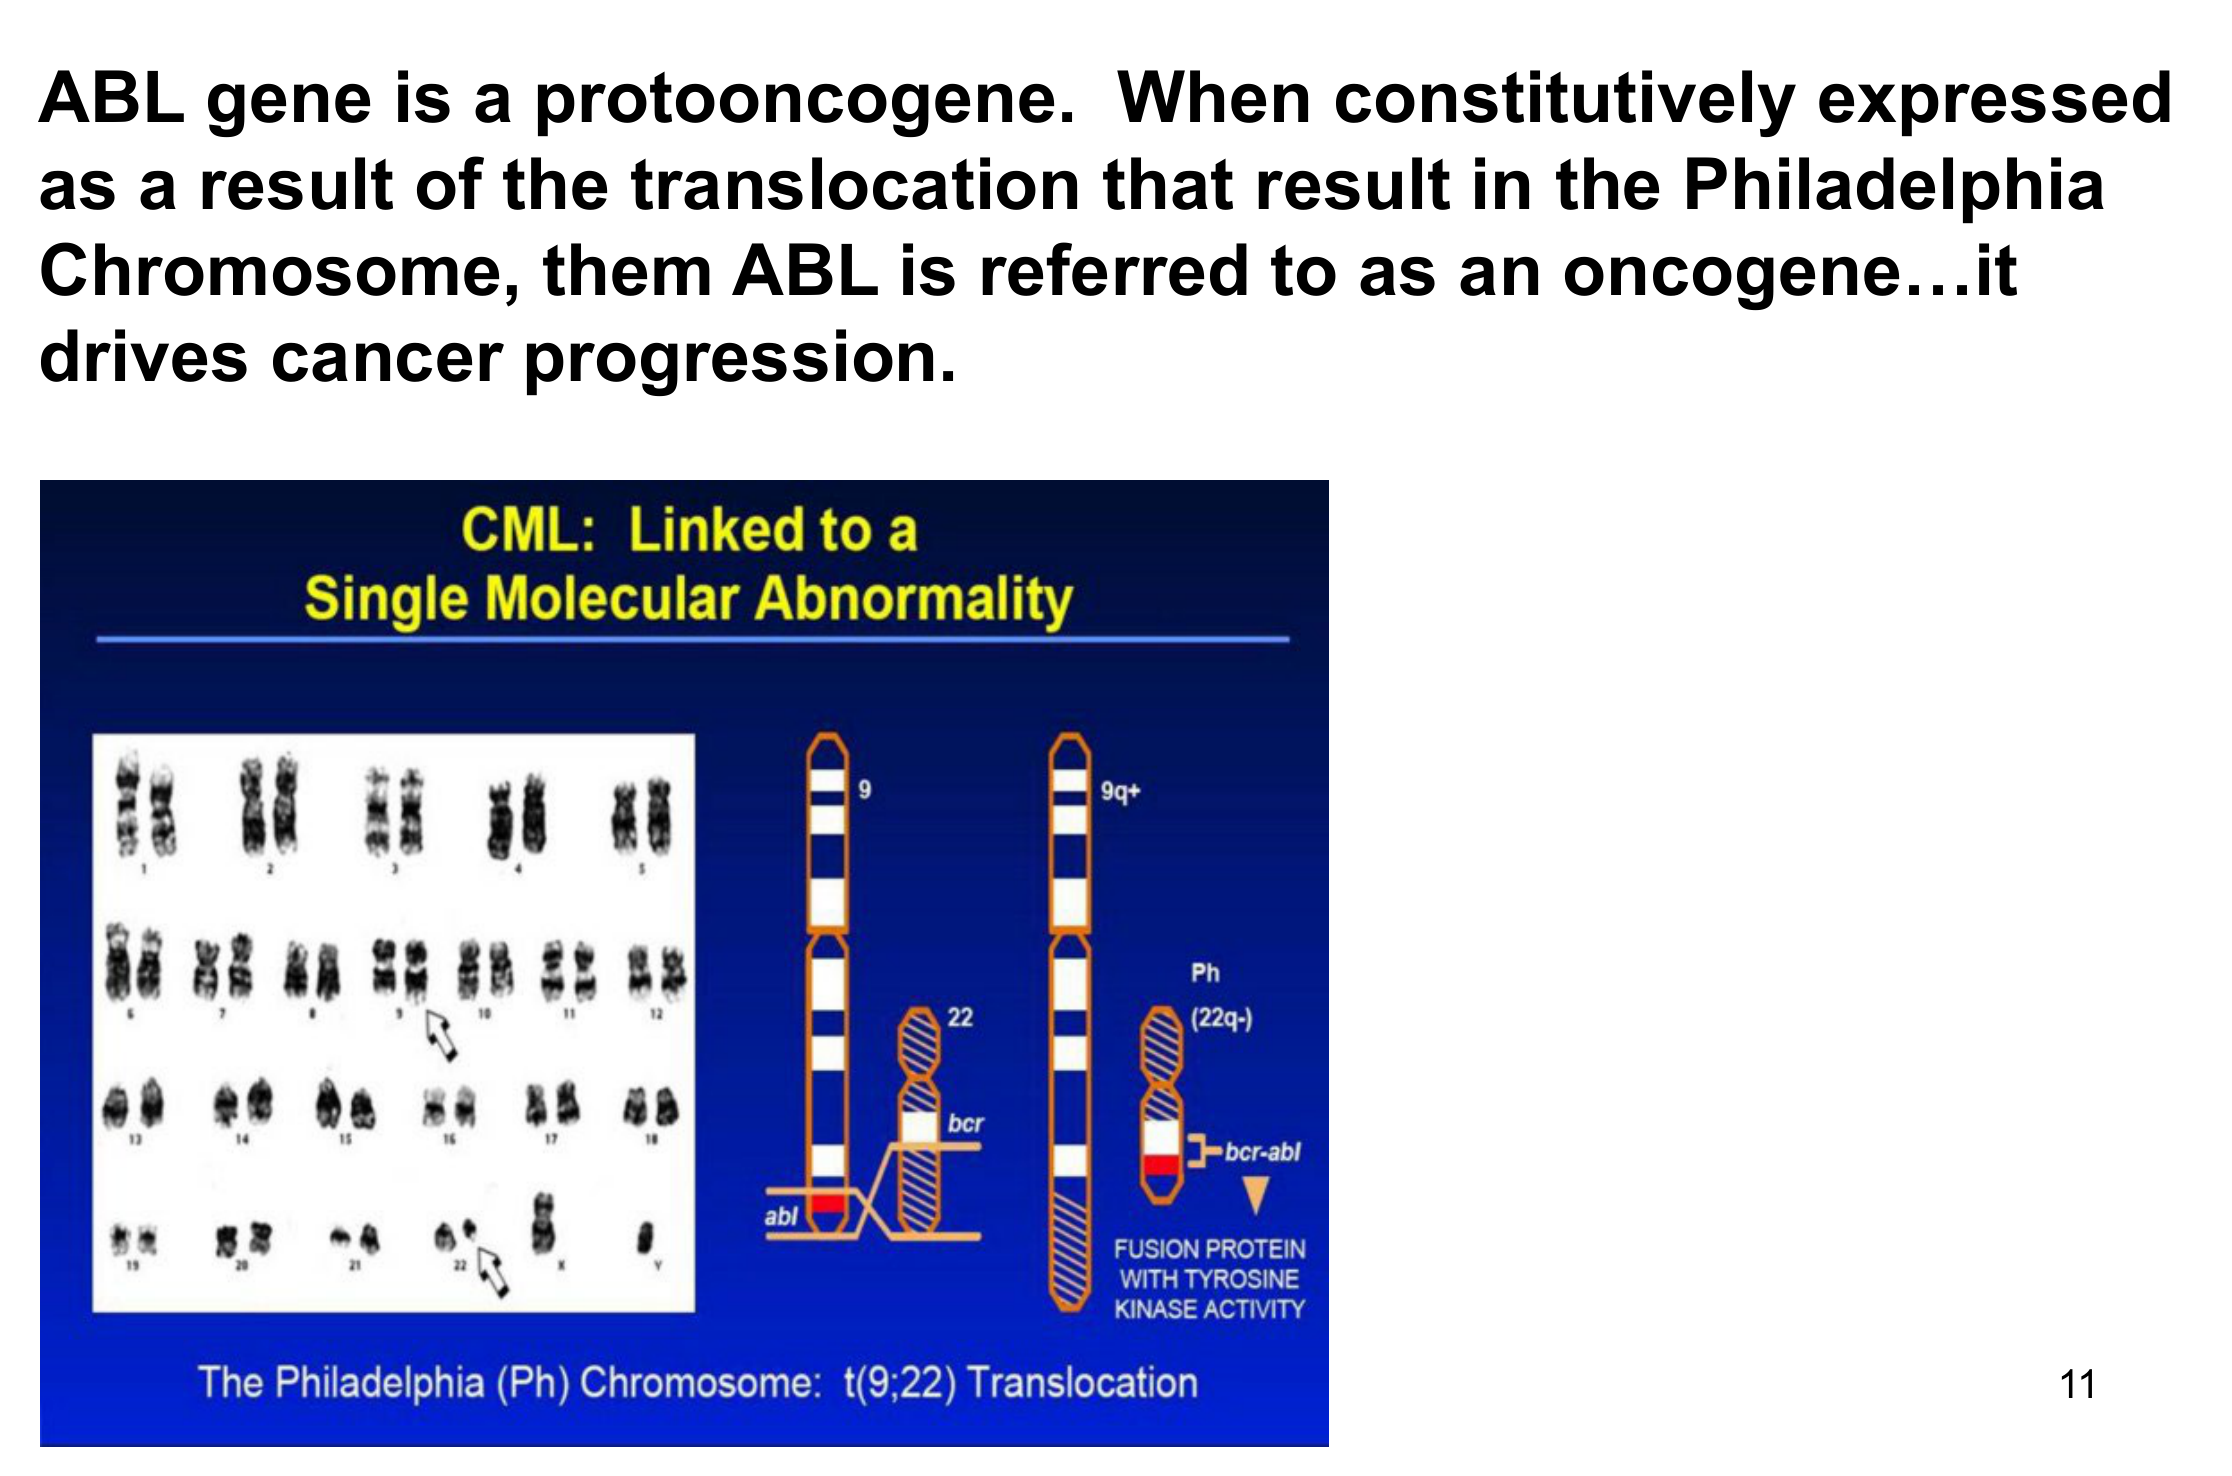 ABL gene is a protooncogene.  When constitutively expressed
as a result of the translocation that result in the Philadelphia
Chromosome, them ABL is referred to as an oncogene…it
drives cancer progression.
CML:  Linked to a
Single Molecular Abnormality
1 2 3 4 5
6 7 8 9 10 11 12
13 14 15 16 17 18
19 20 21 22 X Y
9
22
bcr
abl
9q+
Ph
(22q-)
bcr-abl
FUSION PROTEIN
WITH TYROSINE
KINASE ACTIVITY
The Philadelphia (Ph) Chromosome:  t(9;22) Translocation
11